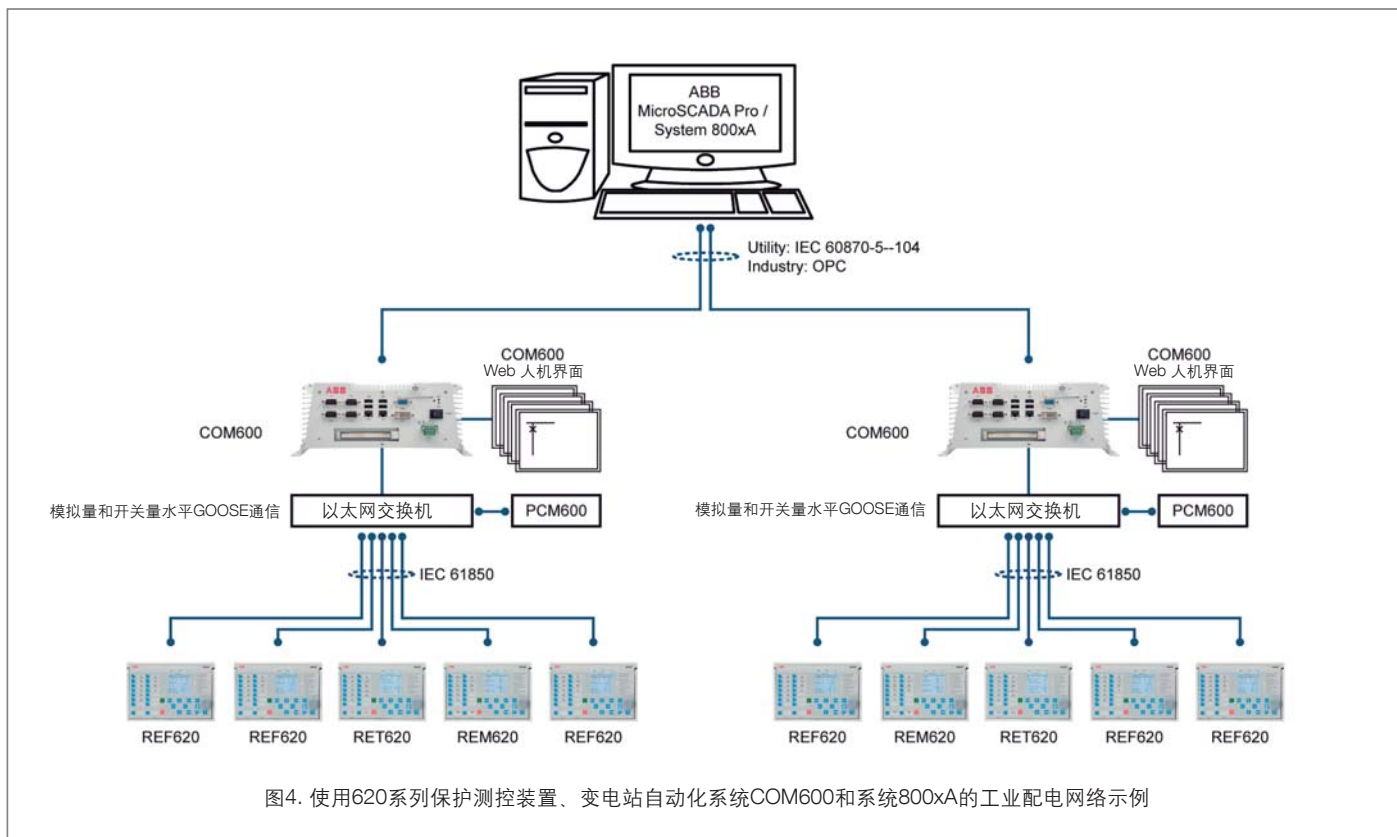 ABB
MicroSCADA Pro /
System 800xA
Utility: IEC 60870-5--104
Industry: OPC
COM600
Web 人机界面
ABB
COM600
模拟量和开关量水平GOOSE通信
以太网交换机
PCM600
IEC 61850
REF620
REF620
RET620
REM620
REF620
COM600
Web 人机界面
ABB
COM600
模拟量和开关量水平GOOSE通信
以太网交换机
PCM600
IEC 61850
REF620
REM620
RET620
REF620
REF620
图4. 使用620系列保护测控装置、变电站自动化系统COM600和系统800xA的工业配电网络示例